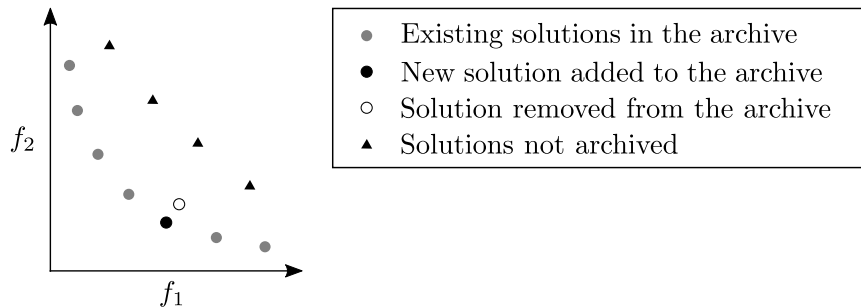 Existing solutions in the archive
New solution added to the archive
Solution removed from the archive
Solutions not archived
f2
f1